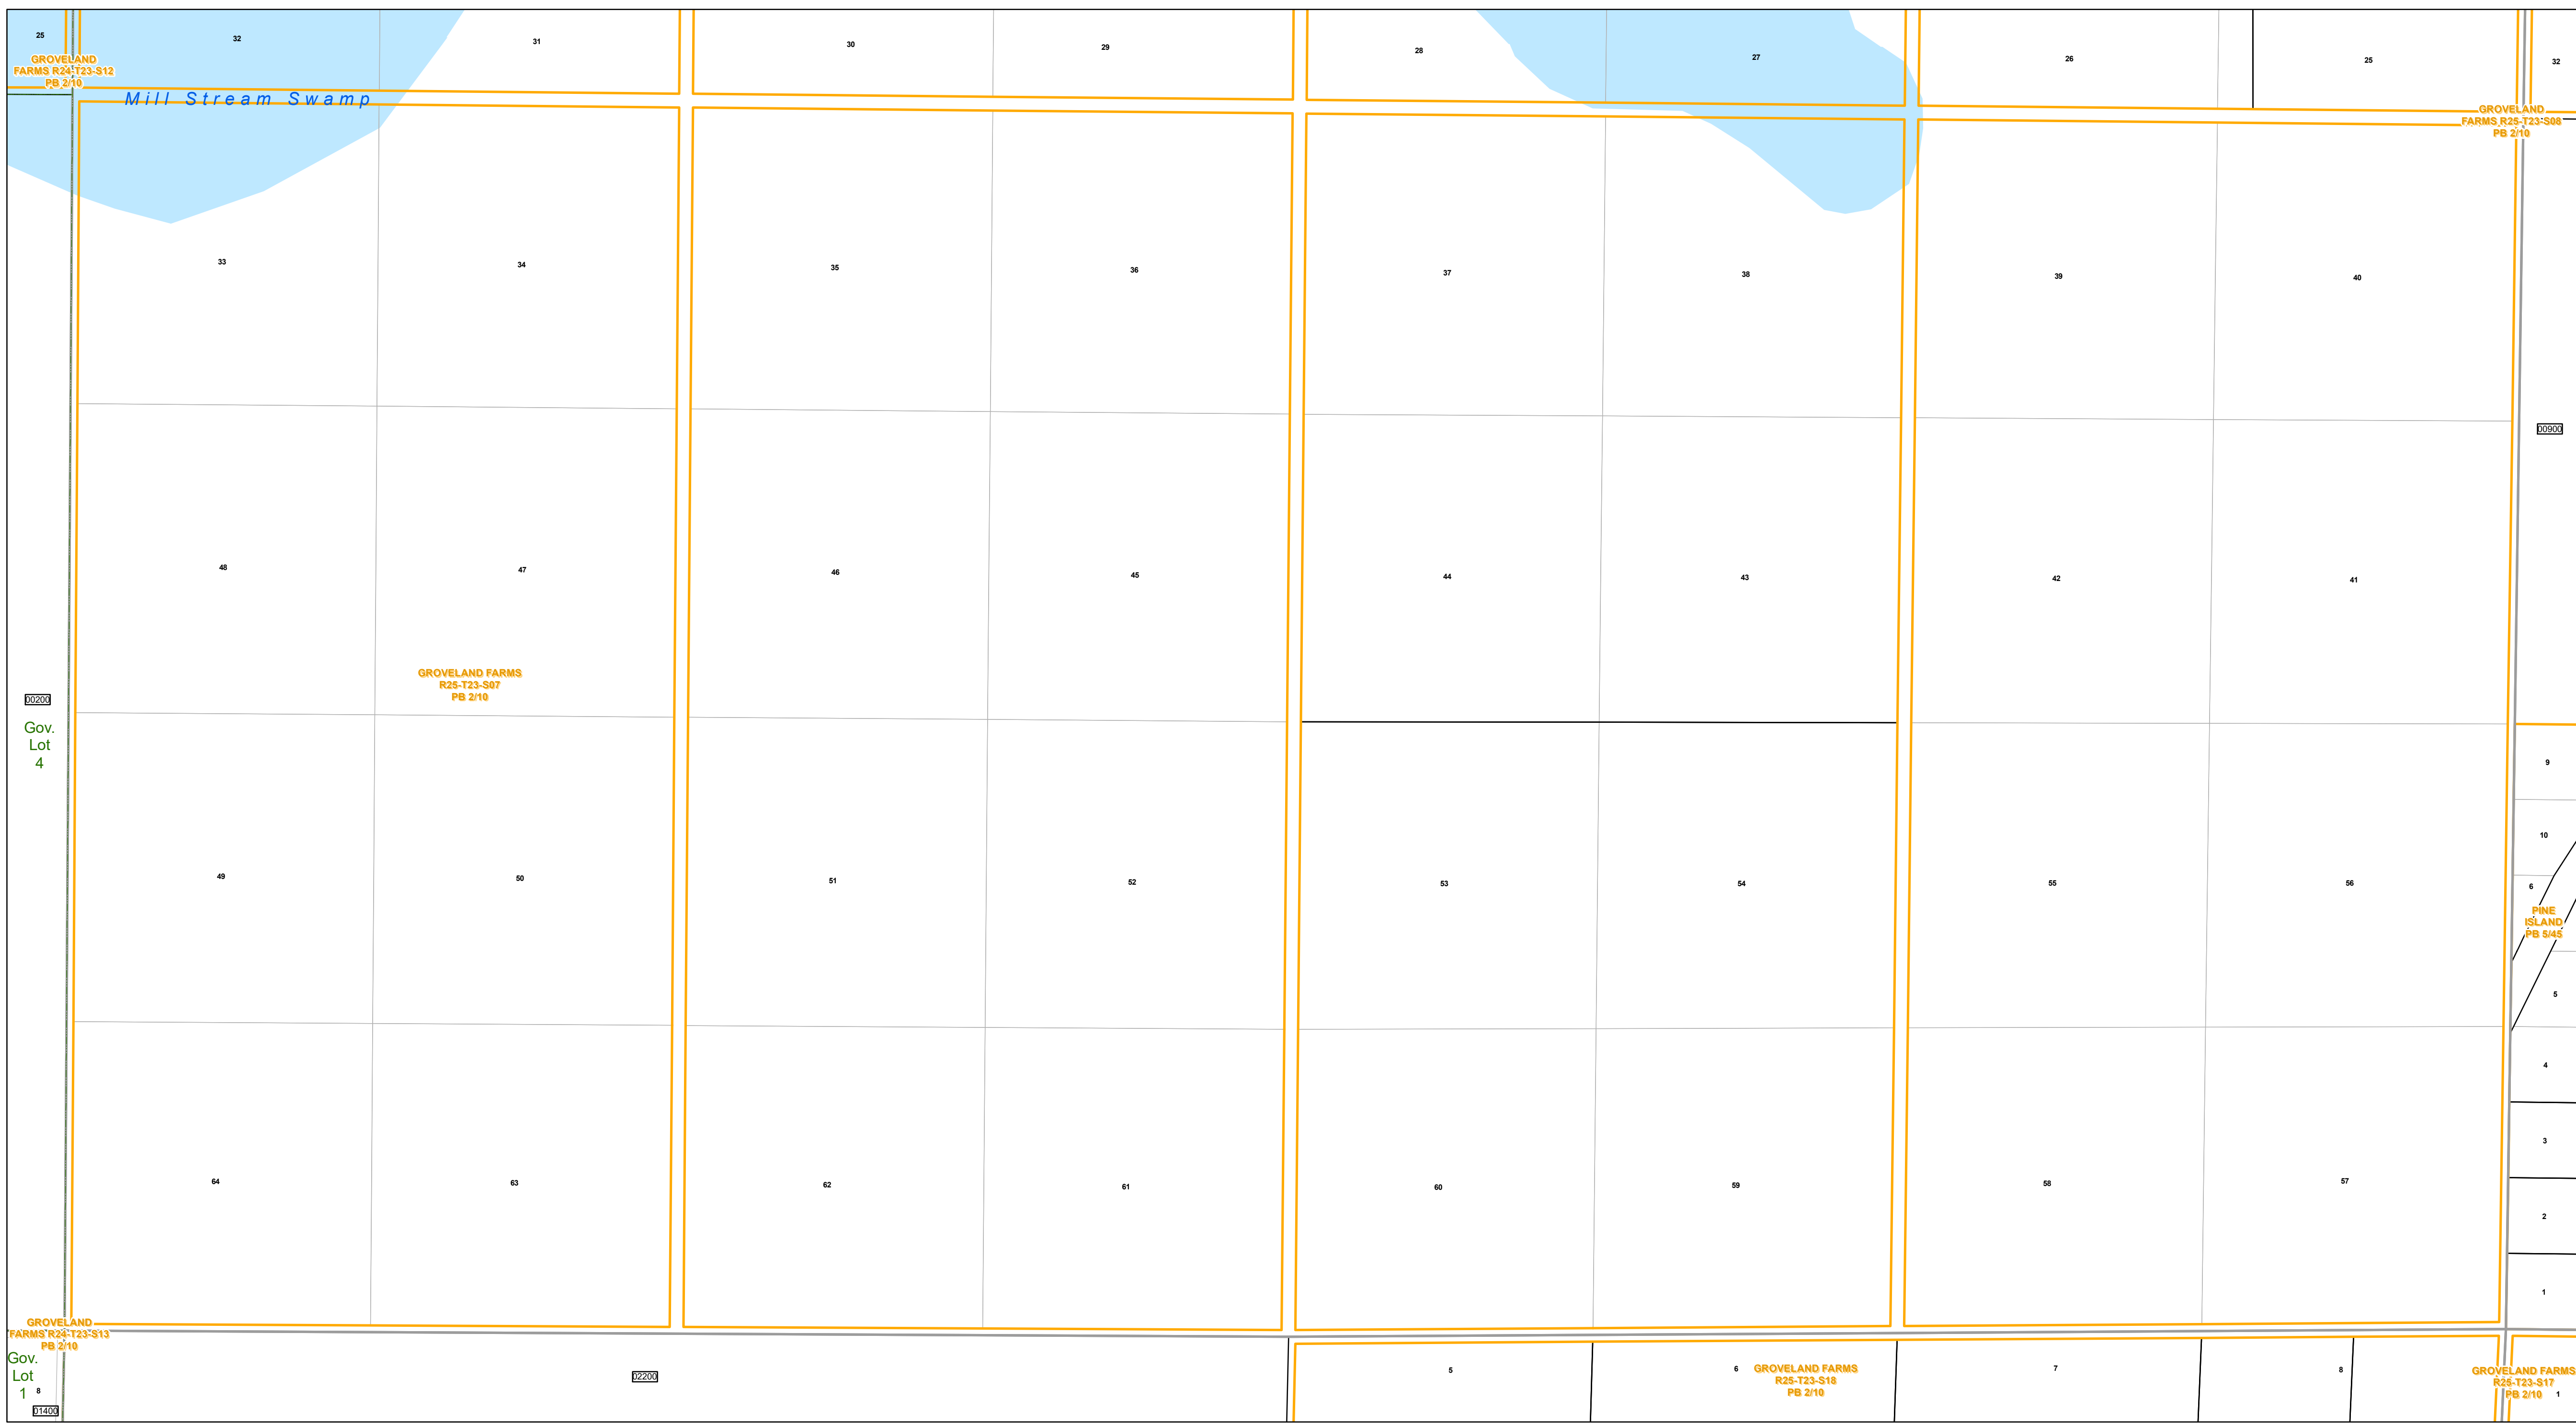 25
32
31
30
29
28
27
26
25
32
GROVELAND
FARMS R24-T23-S12
PB 2/10
Mill Stream Swamp
GROVELAND
FARMS R25-T23-S08
PB 2/10
33
34
35
36
37
38
39
40
00900
48
47
46
45
44
43
42
41
GROVELAND FARMS
R25-T23-S07
PB 2/10
00200
Gov.
Lot
4
9
10
49
50
51
52
53
54
55
56
6
PINE
ISLAND
PB 5/45
5
4
3
64
63
62
61
60
59
58
57
2
1
GROVELAND
FARMS R24-T23-S13
PB 2/10
Gov.
Lot
1
8
01400
02200
5
6
GROVELAND FARMS
R25-T23-S18
PB 2/10
7
8
GROVELAND FARMS
R25-T23-S17
PB 2/10
1